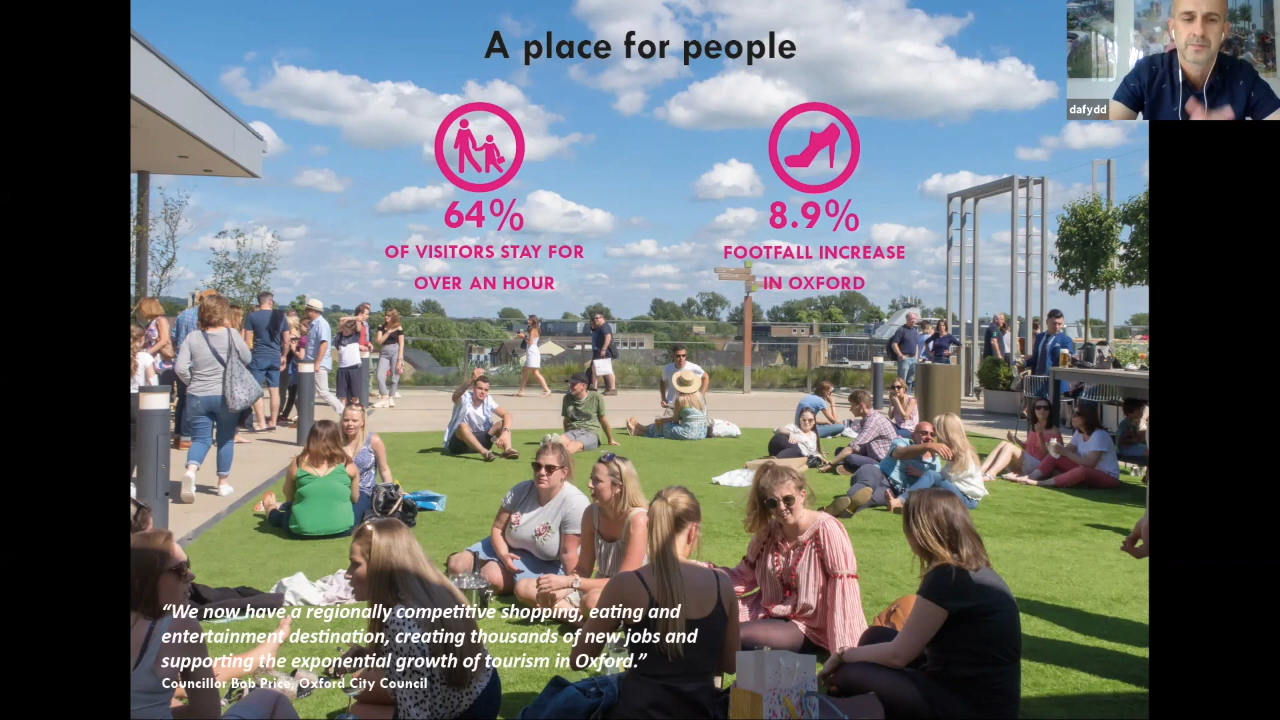 A place for people
dafydd
64%
OF VISITORS STAY FOR
OVER AN HOUR
8.9%
FOOTFALL INCREASE
IN OXFORD
“We now have a regionally competitive shopping, eating and
entertainment destination, creating thousands of new jobs and
supporting the exponential growth of tourism in Oxford.”
Councillor Bob Price, Oxford City Council